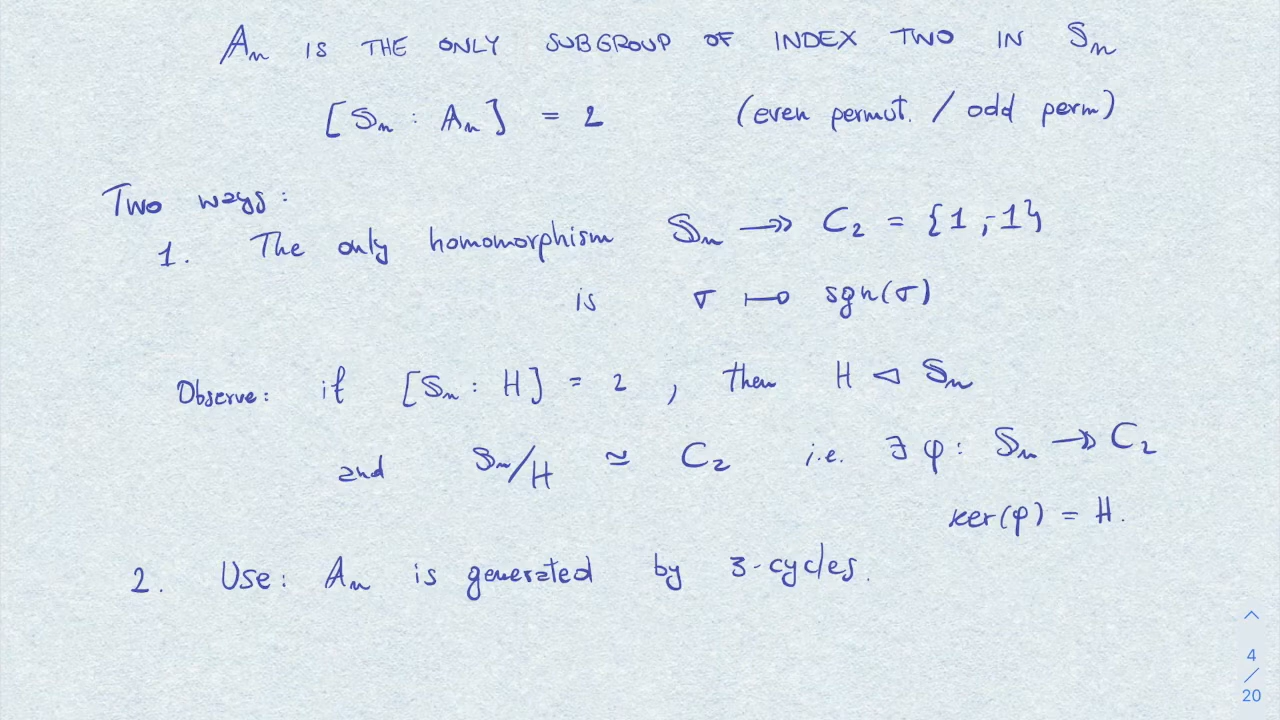 An IS THE ONLY SUBGROUP OF INDEX TWO IN 𝕊n
[𝕊n : An] = 2 (even permut. / odd perm)
Two ways:
1. The only homomorphism 𝕊n ↠ C2 = {1, -1}
is σ ↦ sgn(σ)
Observe: if [𝕊n : H] = 2, then H ◁ 𝕊n
and 𝕊n/H ≃ C2 i.e. ∃ φ: 𝕊n ↠ C2
ker(φ) = H.
2. Use: An is generated by 3-cycles.
4
/
20